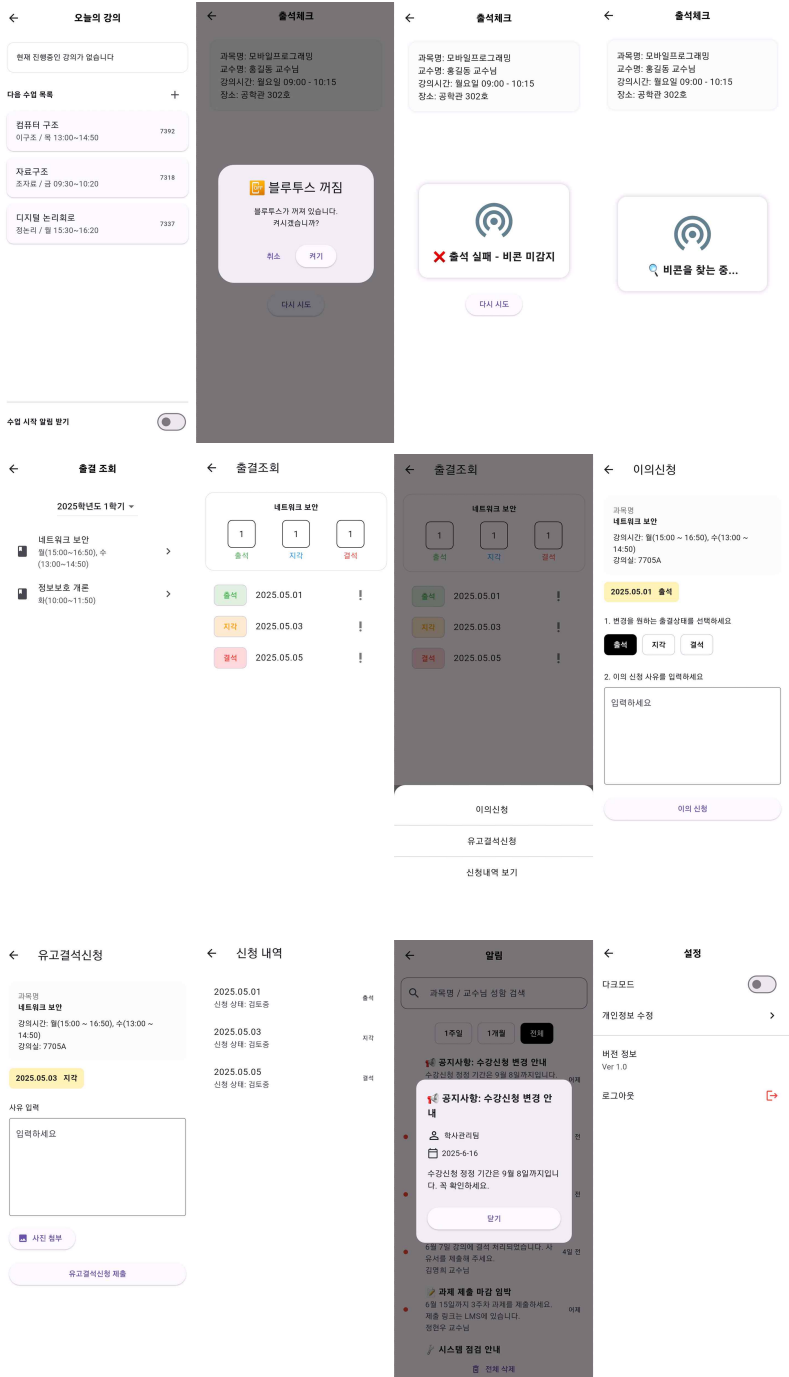 오늘의 강의
현재 진행중인 강의가 없습니다
다음 수업 목록
컴퓨터 구조
이구조 / 목 13:00~14:50
7392
자료구조
조자료 / 금 09:30~10:20
7318
디지털 논리회로
정논리 / 월 15:30~16:20
7337
수업 시작 알림 받기
출석체크
과목명: 모바일프로그래밍
교수명: 홍길동 교수님
강의시간: 월요일 09:00 - 10:15
장소: 공학관 302호
블루투스 꺼짐
블루투스가 꺼져 있습니다.
켜시겠습니까?
취소
켜기
다시 시도
출석체크
과목명: 모바일프로그래밍
교수명: 홍길동 교수님
강의시간: 월요일 09:00 - 10:15
장소: 공학관 302호
출석 실패 - 비콘 미감지
다시 시도
출석체크
과목명: 모바일프로그래밍
교수명: 홍길동 교수님
강의시간: 월요일 09:00 - 10:15
장소: 공학관 302호
비콘을 찾는 중...
출결 조회
2025학년도 1학기
네트워크 보안
월(15:00~16:50), 수
(13:00~14:50)
정보보호 개론
화(10:00~11:50)
출결조회
네트워크 보안
1 1 1
출석 지각 결석
출석 2025.05.01
지각 2025.05.03
결석 2025.05.05
출결조회
네트워크 보안
1 1 1
출석 지각 결석
출석 2025.05.01
지각 2025.05.03
결석 2025.05.05
이의신청
유고결석신청
신청내역 보기
이의신청
과목명
네트워크 보안
강의시간: 월(15:00 ~ 16:50), 수(13:00 ~
14:50)
강의실: 7705A
2025.05.01 출석
1. 변경을 원하는 출결상태를 선택하세요
출석 지각 결석
2. 이의 신청 사유를 입력하세요
입력하세요
이의 신청
유고결석신청
과목명
네트워크 보안
강의시간: 월(15:00 ~ 16:50), 수(13:00 ~
14:50)
강의실: 7705A
2025.05.03 지각
사유 입력
입력하세요
사진 첨부
유고결석신청 제출
신청 내역
2025.05.01
신청 상태: 검토중
출석
2025.05.03
신청 상태: 검토중
지각
2025.05.05
신청 상태: 검토중
결석
알림
과목명 / 교수님 성함 검색
1주일 1개월 전체
공지사항: 수강신청 변경 안내
수강신청 정정 기간은 9월 8일까지입니다.
어제
공지사항: 수강신청 변경 안
내
학사관리팀
2025-6-16
수강신청 정정 기간은 9월 8일까지입니
다. 꼭 확인하세요.
닫기
전
전
6월 7일 강의에 결석 처리되었습니다. 사
유서를 제출해 주세요.
김영희 교수님
4일 전
과제 제출 마감 임박
6월 15일까지 3주차 과제를 제출하세요.
제출 링크는 LMS에 있습니다.
정현우 교수님
어제
시스템 점검 안내
전체 삭제
설정
다크모드
개인정보 수정
버전 정보
Ver 1.0
로그아웃